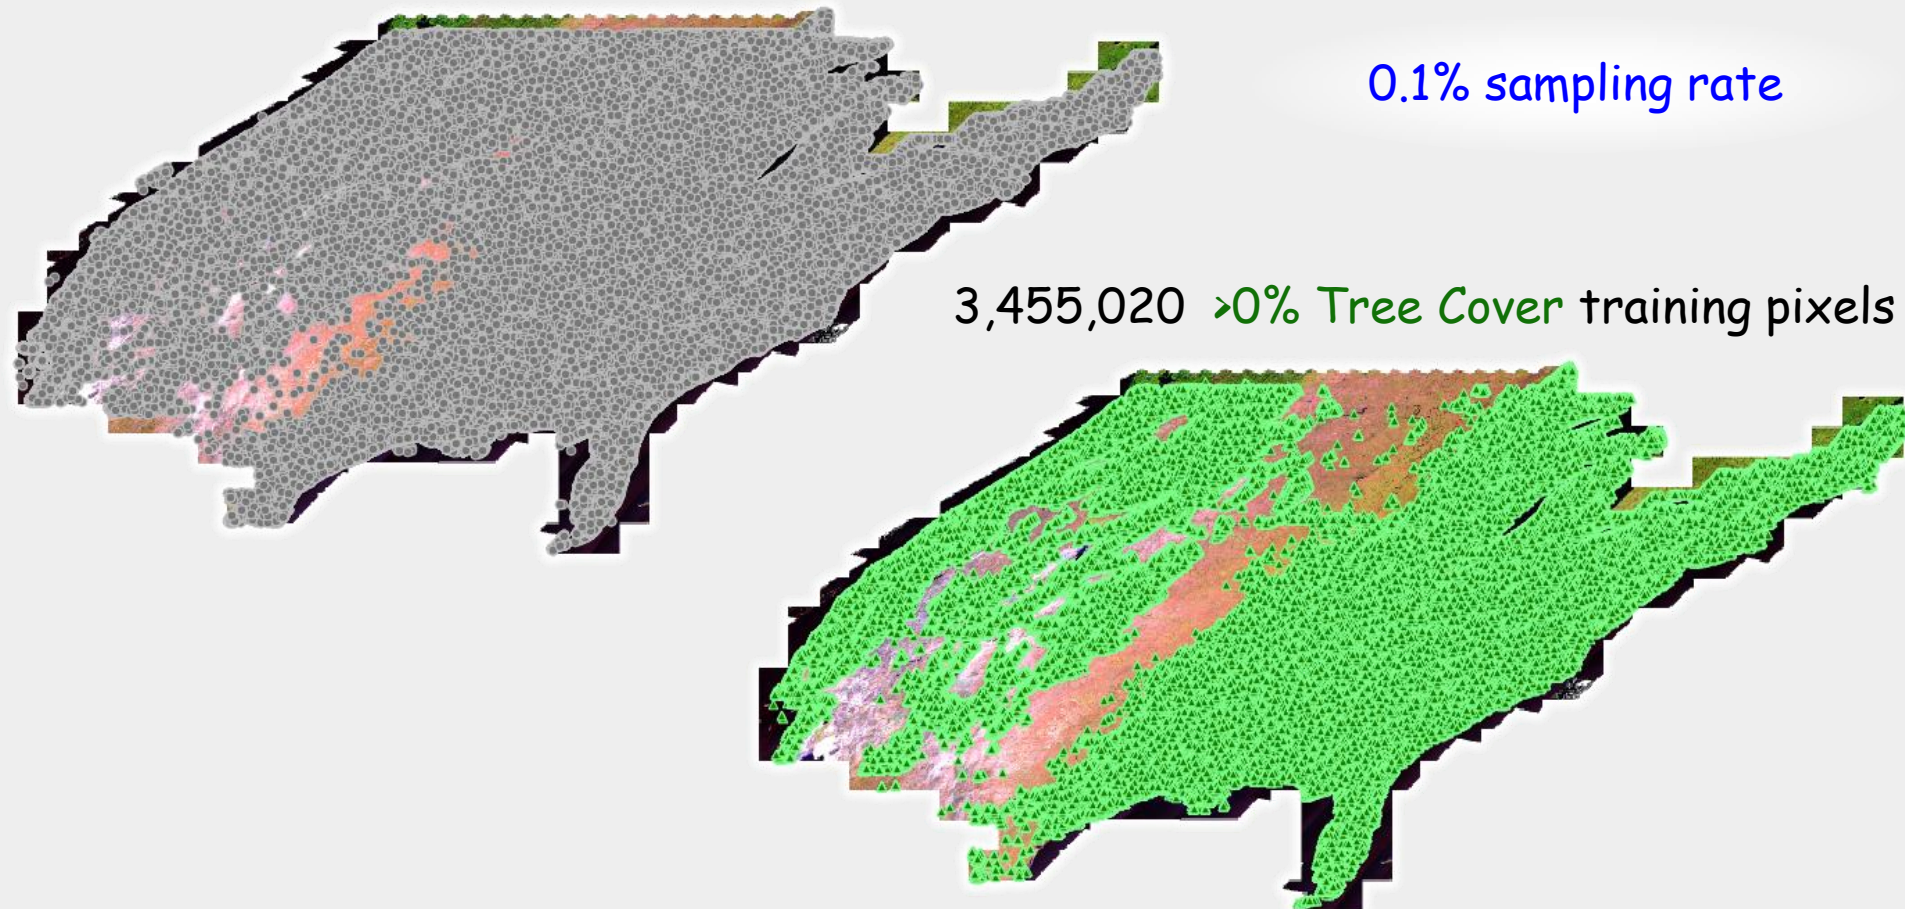 0.1% sampling rate
3,455,020 >0% Tree Cover training pixels